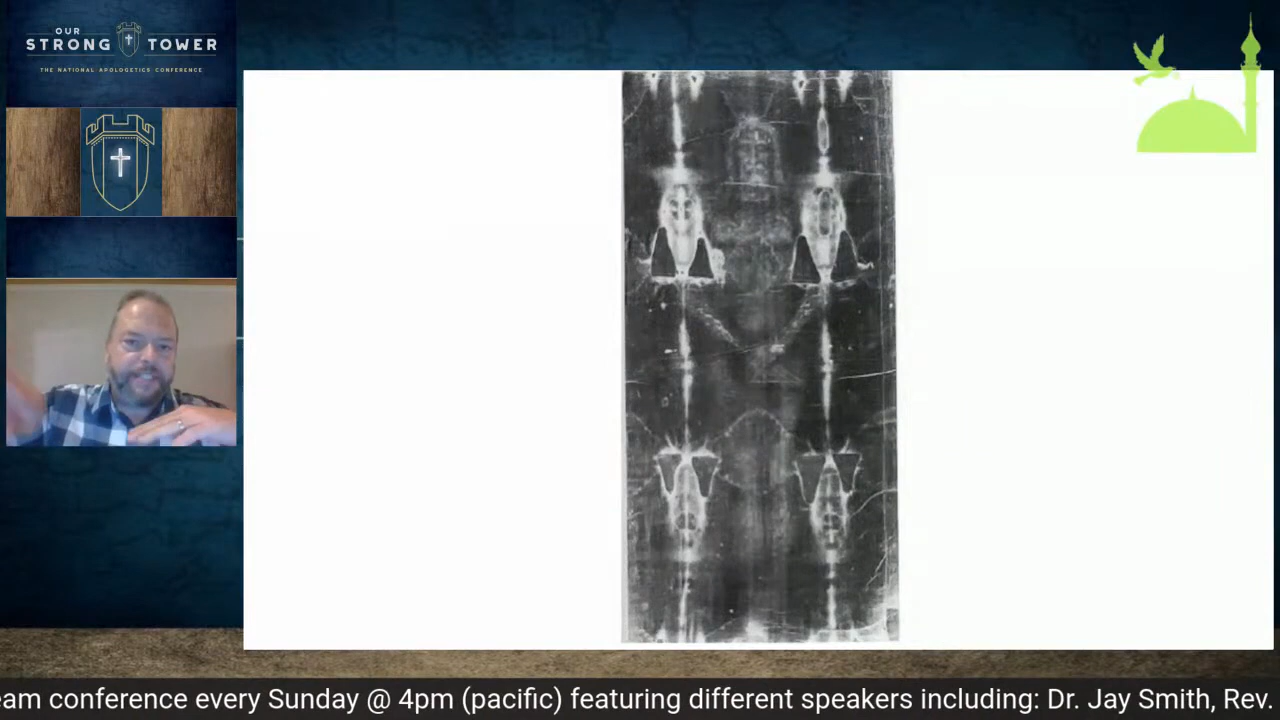 OUR
STRONG TOWER
THE NATIONAL APOLOGETICS CONFERENCE
conference every Sunday @ 4pm (pacific) featuring different speakers including: Dr. Jay Smith, Rev.